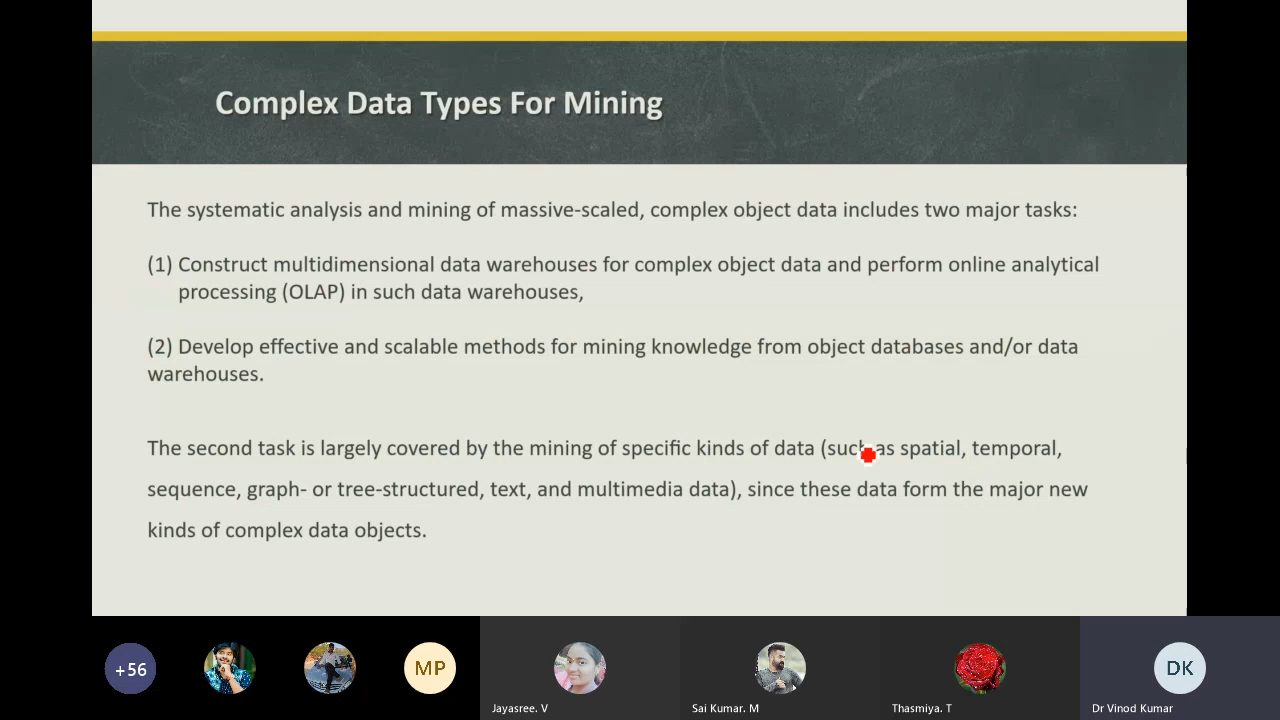 Complex Data Types For Mining
The systematic analysis and mining of massive-scaled, complex object data includes two major tasks:
(1) Construct multidimensional data warehouses for complex object data and perform online analytical
processing (OLAP) in such data warehouses,
(2) Develop effective and scalable methods for mining knowledge from object databases and/or data
warehouses.
The second task is largely covered by the mining of specific kinds of data (such as spatial, temporal,
sequence, graph- or tree-structured, text, and multimedia data), since these data form the major new
kinds of complex data objects.
+56
MP
DK
Jayasree. V
Sai Kumar. M
Thasmiya. T
Dr Vinod Kumar